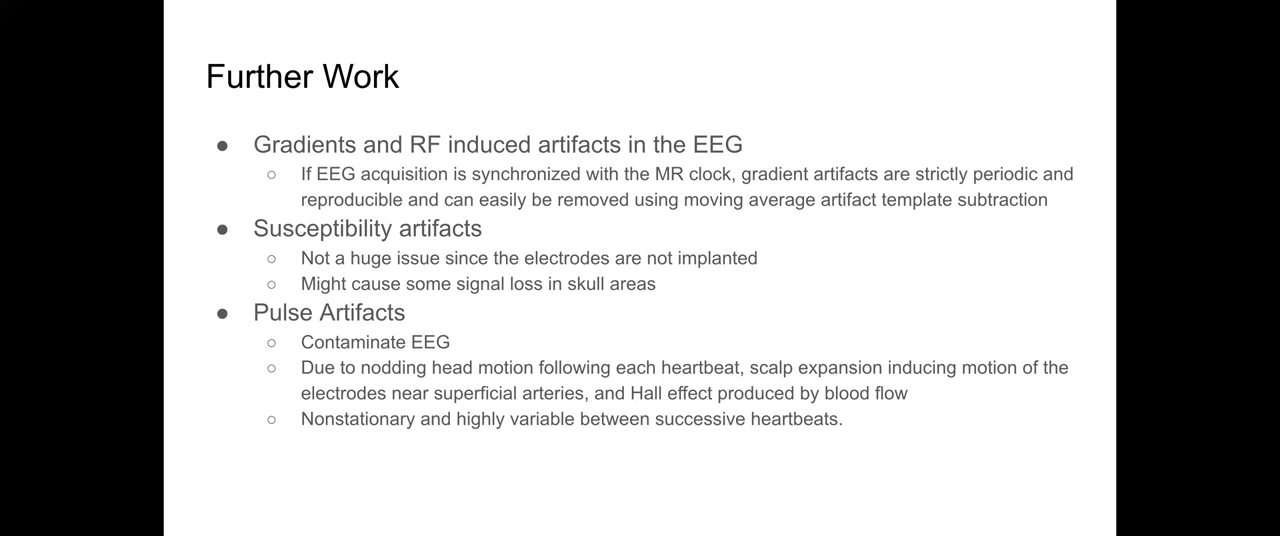 Further Work
● Gradients and RF induced artifacts in the EEG
○ If EEG acquisition is synchronized with the MR clock, gradient artifacts are strictly periodic and
reproducible and can easily be removed using moving average artifact template subtraction
● Susceptibility artifacts
○ Not a huge issue since the electrodes are not implanted
○ Might cause some signal loss in skull areas
● Pulse Artifacts
○ Contaminate EEG
○ Due to nodding head motion following each heartbeat, scalp expansion inducing motion of the
electrodes near superficial arteries, and Hall effect produced by blood flow
○ Nonstationary and highly variable between successive heartbeats.